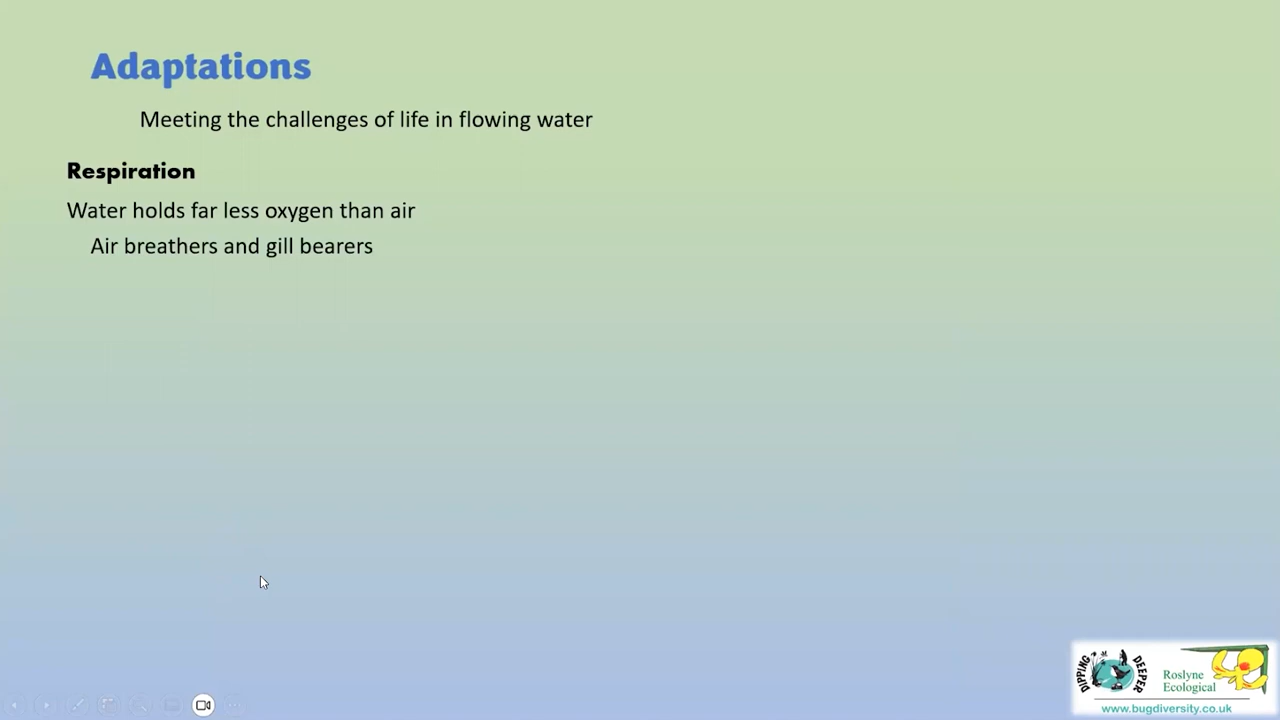 Adaptations
Meeting the challenges of life in flowing water
Respiration
Water holds far less oxygen than air
Air breathers and gill bearers
DIPPING DEEPER
Roslyne
Ecological
www.bugdiversity.co.uk